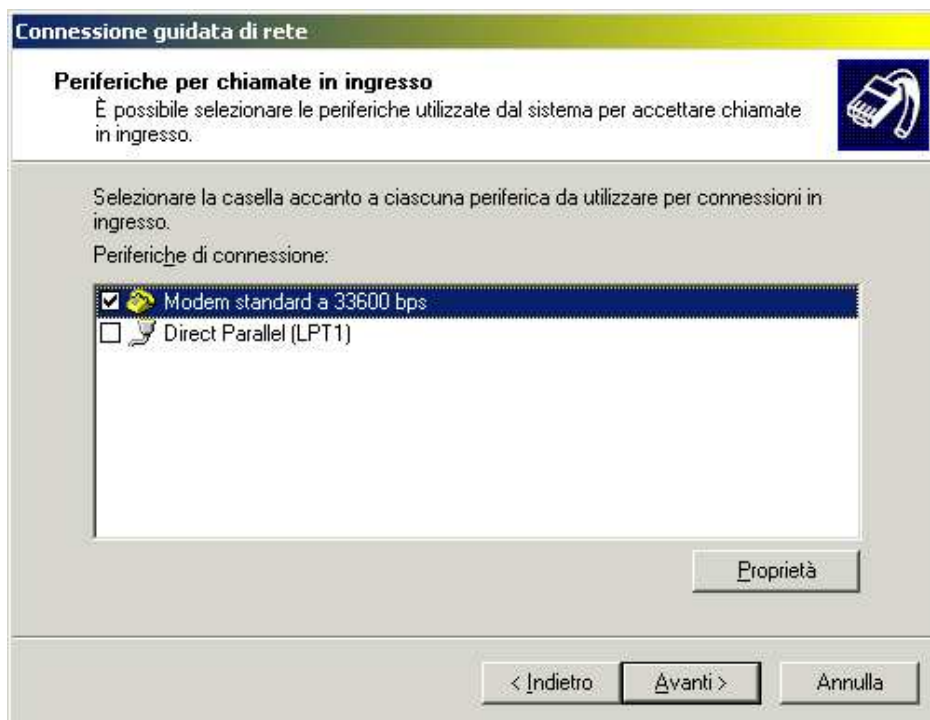 Connessione guidata di rete
Periferiche per chiamate in ingresso
È possibile selezionare le periferiche utilizzate dal sistema per accettare chiamate
in ingresso.
Selezionare la casella accanto a ciascuna periferica da utilizzare per connessioni in
ingresso.
Periferiche di connessione:
Modem standard a 33600 bps
Direct Parallel (LPT1)
Proprietà
< Indietro
Avanti >
Annulla